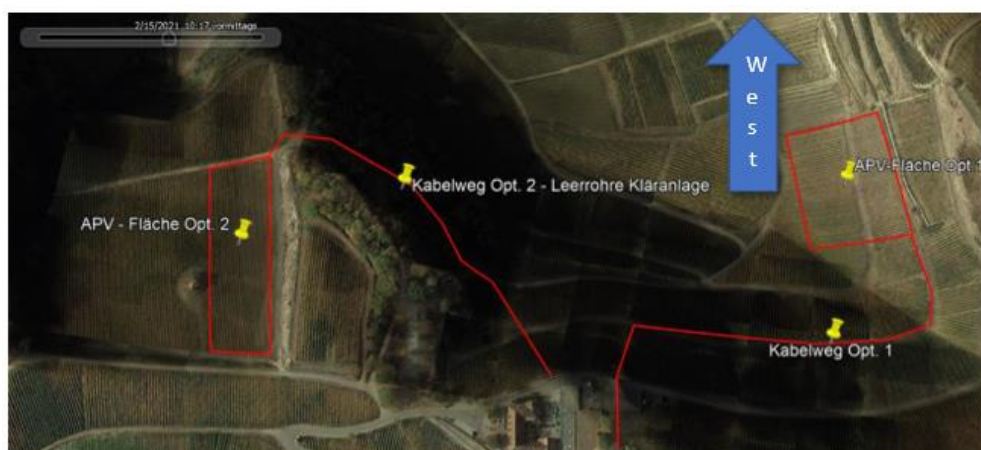 2/15/2021 10:17 vormittags
West
APV-Fläche Opt 1
Kabelweg Opt. 2 - Leerrohre Kläranlage
APV - Fläche Opt. 2
Kabelweg Opt. 1